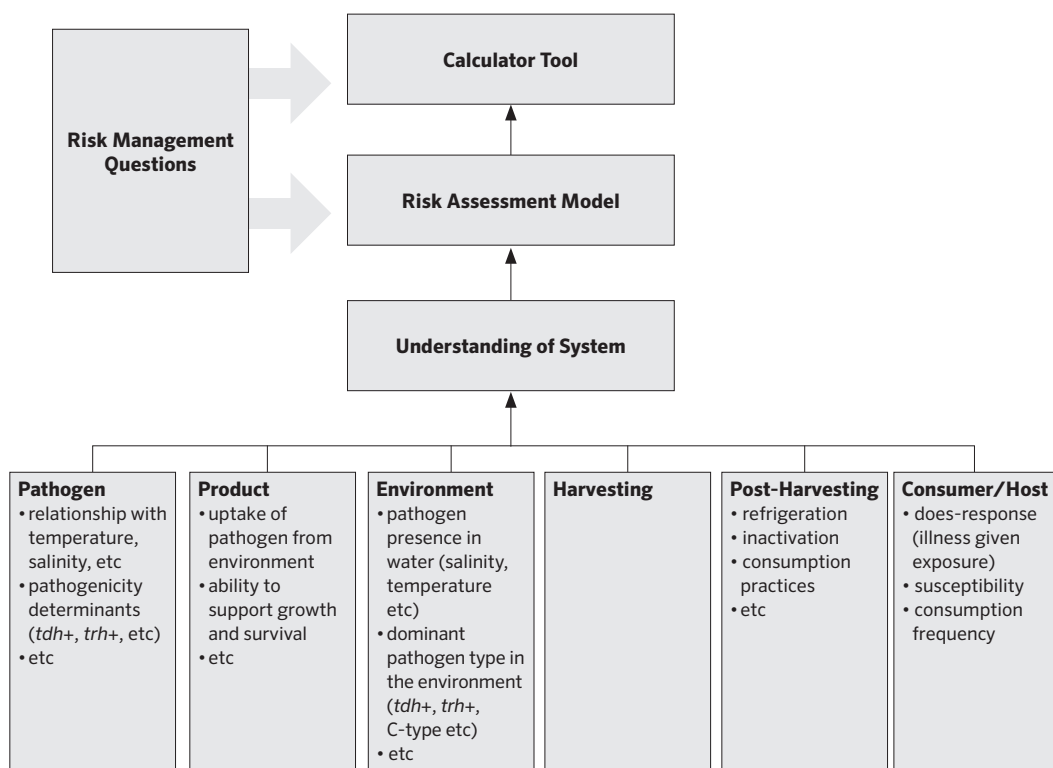 Calculator Tool
Risk Management
Questions
Risk Assessment Model
Understanding of System
Pathogen
• relationship with
temperature,
salinity, etc
• pathogenicity
determinants
(tdh+, trh+, etc)
• etc
Product
• uptake of
pathogen from
environment
• ability to
support growth
and survival
• etc
Environment
• pathogen
presence in
water (salinity,
temperature
etc)
• dominant
pathogen type in
the environment
(tdh+, trh+,
C-type etc)
• etc
Harvesting
Post-Harvesting
• refrigeration
• inactivation
• consumption
practices
• etc
Consumer/Host
• does-response
(illness given
exposure)
• susceptibility
• consumption
frequency